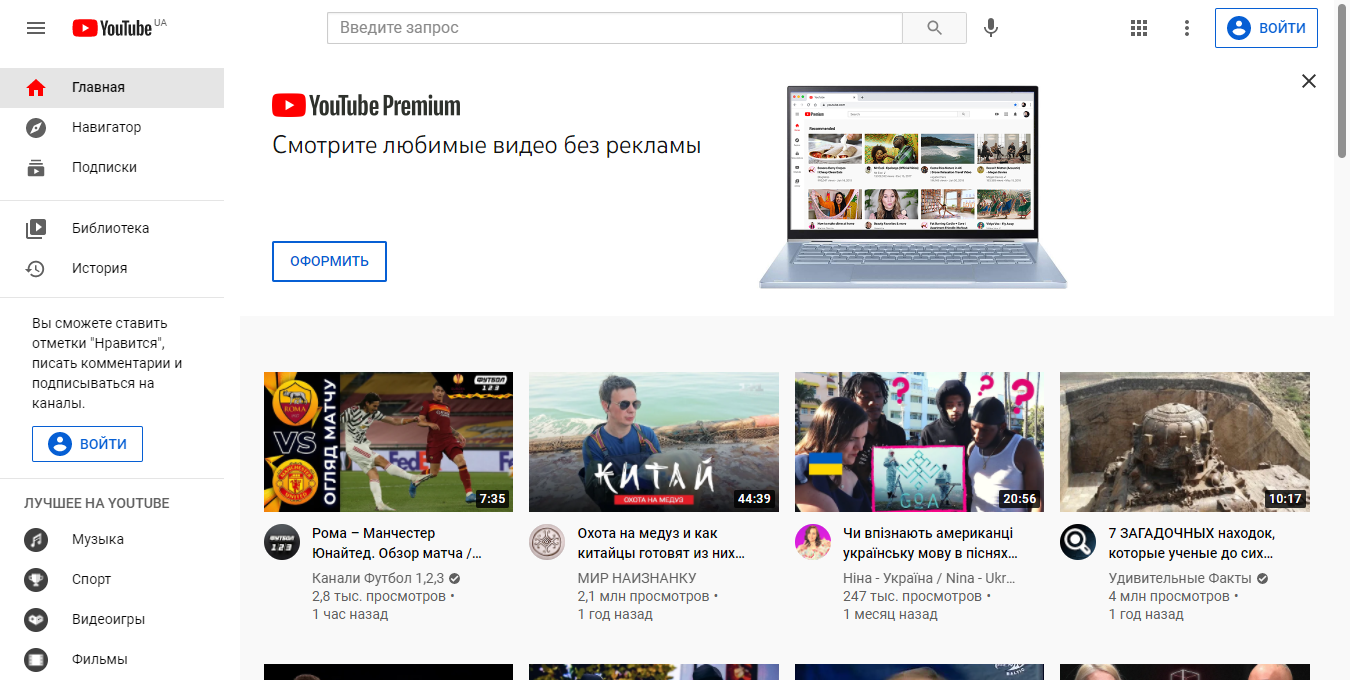 YouTube UA
Введите запрос
ВОЙТИ
Главная
Навигатор
Подписки
Библиотека
История
Вы сможете ставить
отметки "Нравится",
писать комментарии и
подписываться на
каналы.
ВОЙТИ
ЛУЧШЕЕ НА YOUTUBE
Музыка
Спорт
Видеоигры
Фильмы
YouTube Premium
Смотрите любимые видео без рекламы
ОФОРМИТЬ
Recommended
ROMA
VS
MANCHESTER
UNITED
ОГЛЯД МАТЧУ
ФУТБОЛ
1 2 3
FedEx
7:35
Рома – Манчестер
Юнайтед. Обзор матча /...
Канали Футбол 1,2,3
2,8 тыс. просмотров •
1 час назад
КИТАЙ
ОХОТА НА МЕДУЗ
44:39
Охота на медуз и как
китайцы готовят из них...
МИР НАИЗНАНКУ
2,1 млн просмотров •
1 год назад
? ? ?
GO_A
20:56
Чи впізнають американці
українську мову в піснях...
Ніна - Україна / Nina - Ukr...
247 тыс. просмотров •
1 месяц назад
10:17
7 ЗАГАДОЧНЫХ находок,
которые ученые до сих...
Удивительные Факты
4 млн просмотров •
1 год назад